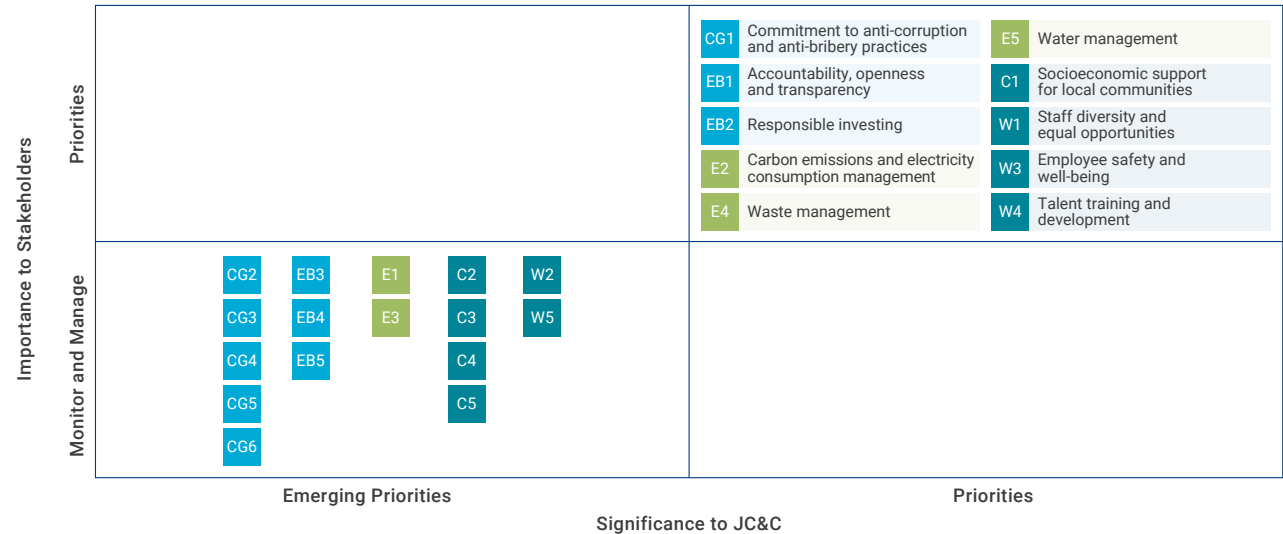 Importance to Stakeholders
Priorities
CG1
Commitment to anti-corruption
and anti-bribery practices
EB1
Accountability, openness
and transparency
EB2
Responsible investing
E2
Carbon emissions and electricity
consumption management
E4
Waste management
E5
Water management
C1
Socioeconomic support
for local communities
W1
Staff diversity and
equal opportunities
W3
Employee safety and
well-being
W4
Talent training and
development
Monitor and Manage
CG2 EB3 E1 C2 W2
CG3 EB4 E3 C3 W5
CG4 EB5 C4
CG5 C5
CG6
Emerging Priorities
Priorities
Significance to JC&C